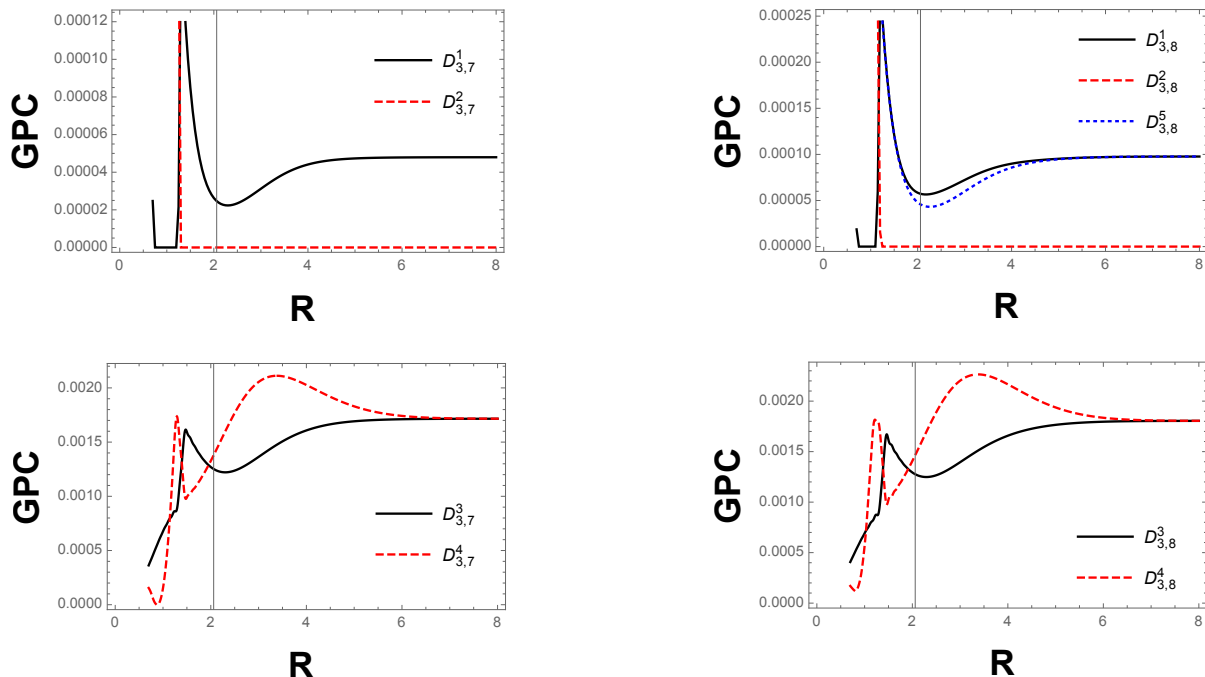 GPC
0.00012
0.00010
0.00008
0.00006
0.00004
0.00002
0.00000
0 2 4 6 8
R
D^1_{3,7}
D^2_{3,7}
GPC
0.00025
0.00020
0.00015
0.00010
0.00005
0.00000
0 2 4 6 8
R
D^1_{3,8}
D^2_{3,8}
D^5_{3,8}
GPC
0.0020
0.0015
0.0010
0.0005
0.0000
0 2 4 6 8
R
D^3_{3,7}
D^4_{3,7}
GPC
0.0020
0.0015
0.0010
0.0005
0.0000
0 2 4 6 8
R
D^3_{3,8}
D^4_{3,8}